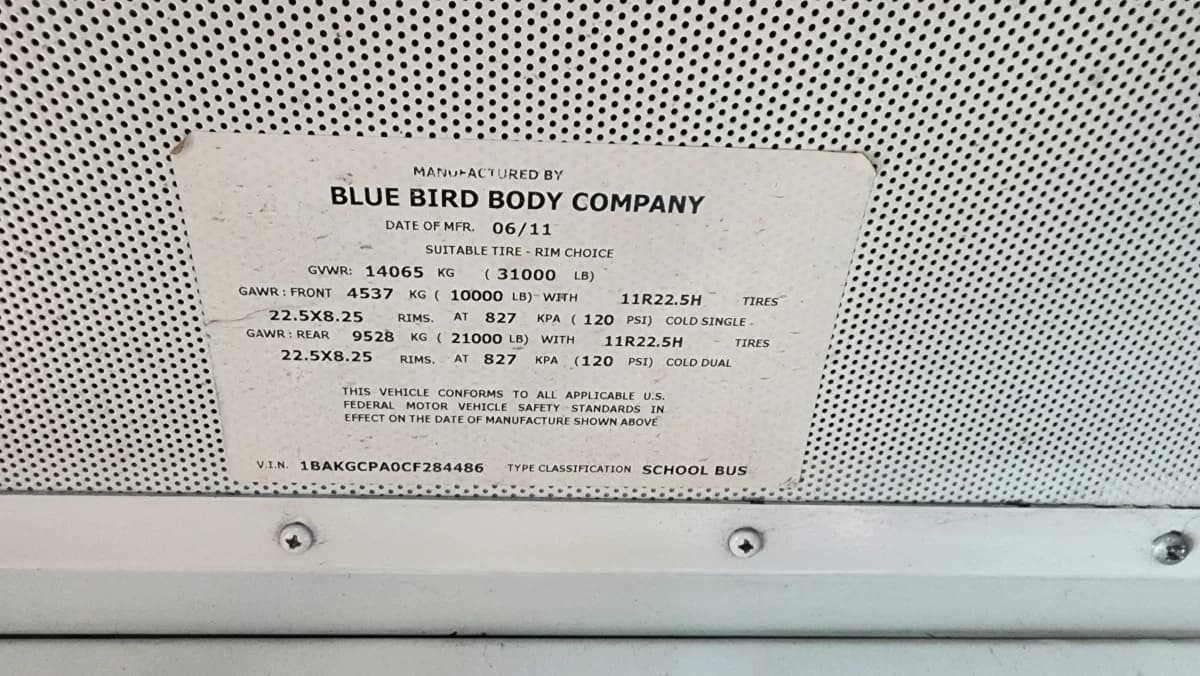 MANUFACTURED BY
BLUE BIRD BODY COMPANY
DATE OF MFR. 06/11
SUITABLE TIRE - RIM CHOICE
GVWR: 14065 KG ( 31000 LB)
GAWR : FRONT 4537 KG ( 10000 LB) WITH 11R22.5H TIRES
22.5X8.25 RIMS. AT 827 KPA ( 120 PSI) COLD SINGLE
GAWR : REAR 9528 KG ( 21000 LB) WITH 11R22.5H TIRES
22.5X8.25 RIMS. AT 827 KPA (120 PSI) COLD DUAL
THIS VEHICLE CONFORMS TO ALL APPLICABLE U.S.
FEDERAL MOTOR VEHICLE SAFETY STANDARDS IN
EFFECT ON THE DATE OF MANUFACTURE SHOWN ABOVE
V.I.N. 1BAKGCPA0CF284486 TYPE CLASSIFICATION SCHOOL BUS